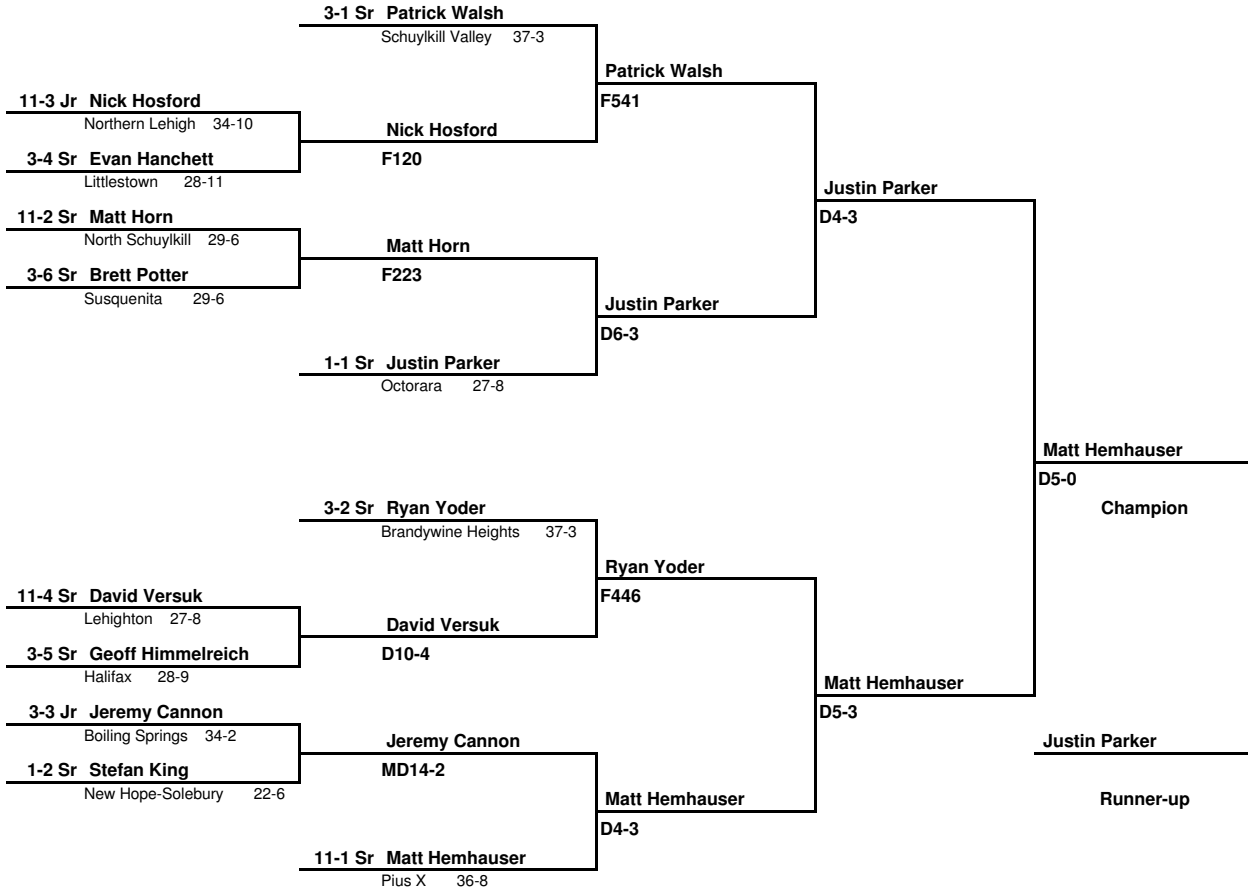 3-1 Sr Patrick Walsh
Schuylkill Valley 37-3
Patrick Walsh
F541
11-3 Jr Nick Hosford
Northern Lehigh 34-10
Nick Hosford
F120
3-4 Sr Evan Hanchett
Littlestown 28-11
Justin Parker
D4-3
11-2 Sr Matt Horn
North Schuylkill 29-6
Matt Horn
F223
3-6 Sr Brett Potter
Susquenita 29-6
Justin Parker
D6-3
1-1 Sr Justin Parker
Octorara 27-8
Matt Hemhauser
D5-0
Champion
3-2 Sr Ryan Yoder
Brandywine Heights 37-3
Ryan Yoder
F446
11-4 Sr David Versuk
Lehighton 27-8
David Versuk
D10-4
3-5 Sr Geoff Himmelreich
Halifax 28-9
Matt Hemhauser
D5-3
3-3 Jr Jeremy Cannon
Boiling Springs 34-2
Jeremy Cannon
MD14-2
Justin Parker
Runner-up
1-2 Sr Stefan King
New Hope-Solebury 22-6
Matt Hemhauser
D4-3
11-1 Sr Matt Hemhauser
Pius X 36-8